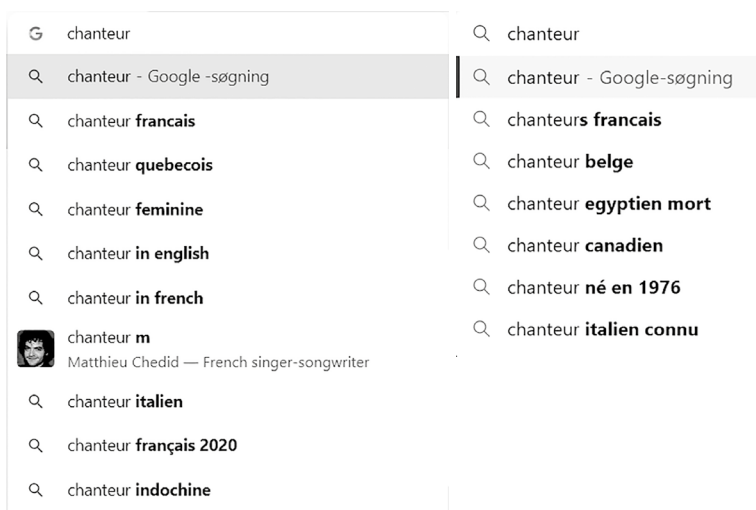 chanteur
chanteur - Google -søgning
chanteur francais
chanteur quebecois
chanteur feminine
chanteur in english
chanteur in french
chanteur m
Matthieu Chedid — French singer-songwriter
chanteur italien
chanteur français 2020
chanteur indochine
chanteur
chanteur - Google-søgning
chanteurs francais
chanteur belge
chanteur egyptien mort
chanteur canadien
chanteur né en 1976
chanteur italien connu